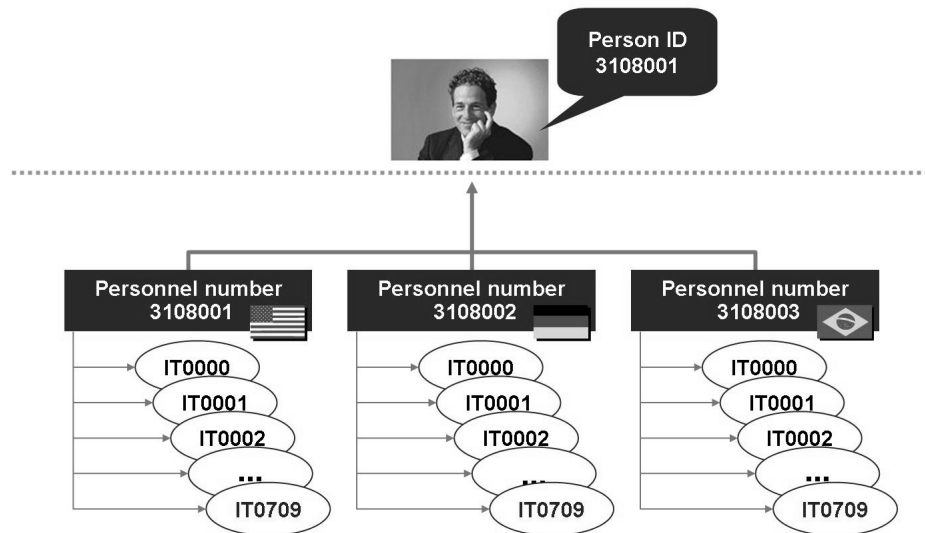 Person ID
3108001
Personnel number
3108001
Personnel number
3108002
Personnel number
3108003
IT0000
IT0001
IT0002
...
IT0709
IT0000
IT0001
IT0002
...
IT0709
IT0000
IT0001
IT0002
...
IT0709